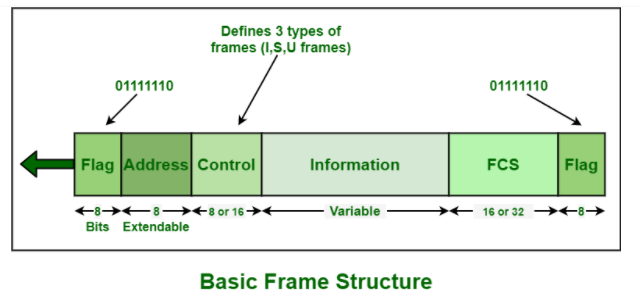 Defines 3 types of
frames (I,S,U frames)
01111110
01111110
Flag
Address
Control
Information
FCS
Flag
8
8
8 or 16
Variable
16 or 32
8
Bits
Extendable
Basic Frame Structure